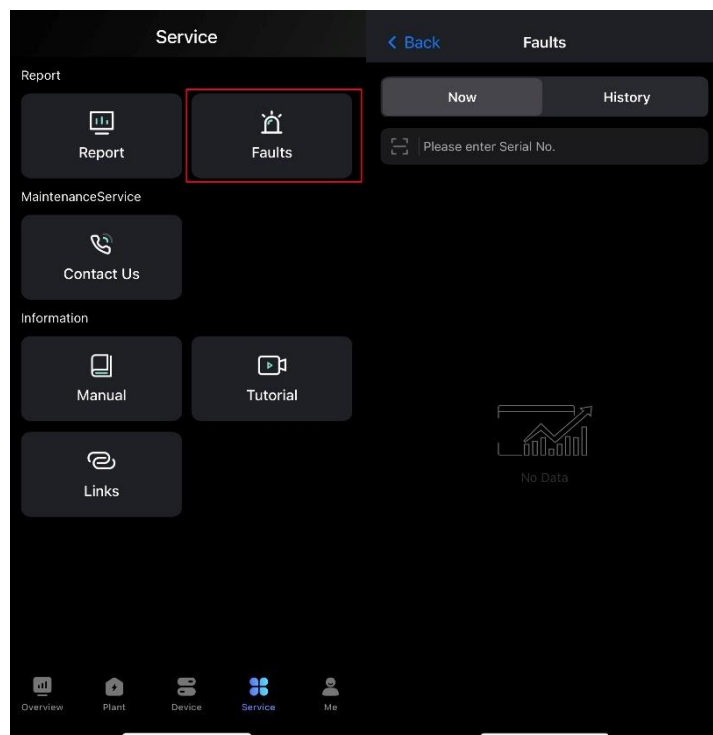 Service
Report
Report
Faults
MaintenanceService
Contact Us
Information
Manual
Tutorial
Links
Overview
Plant
Device
Service
Me
Back
Faults
Now
History
Please enter Serial No.
No Data